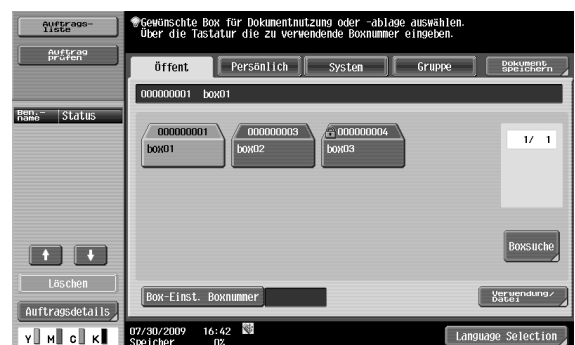 Auftrags-
liste
Auftrag
prüfen
Gewünschte Box für Dokumentnutzung oder -ablage auswählen.
Über die Tastatur die zu verwendende Boxnummer eingeben.
Öffent
Persönlich
System
Gruppe
Dokument
speichern
000000001 box01
Ben.-
name
Status
000000001
box01
000000003
box02
000000004
box03
1/ 1
Boxsuche
Löschen
Auftragsdetails
Box-Einst. Boxnummer
Verwendung/
Datei
Y M C K
07/30/2009 16:42
Speicher 0%
Language Selection